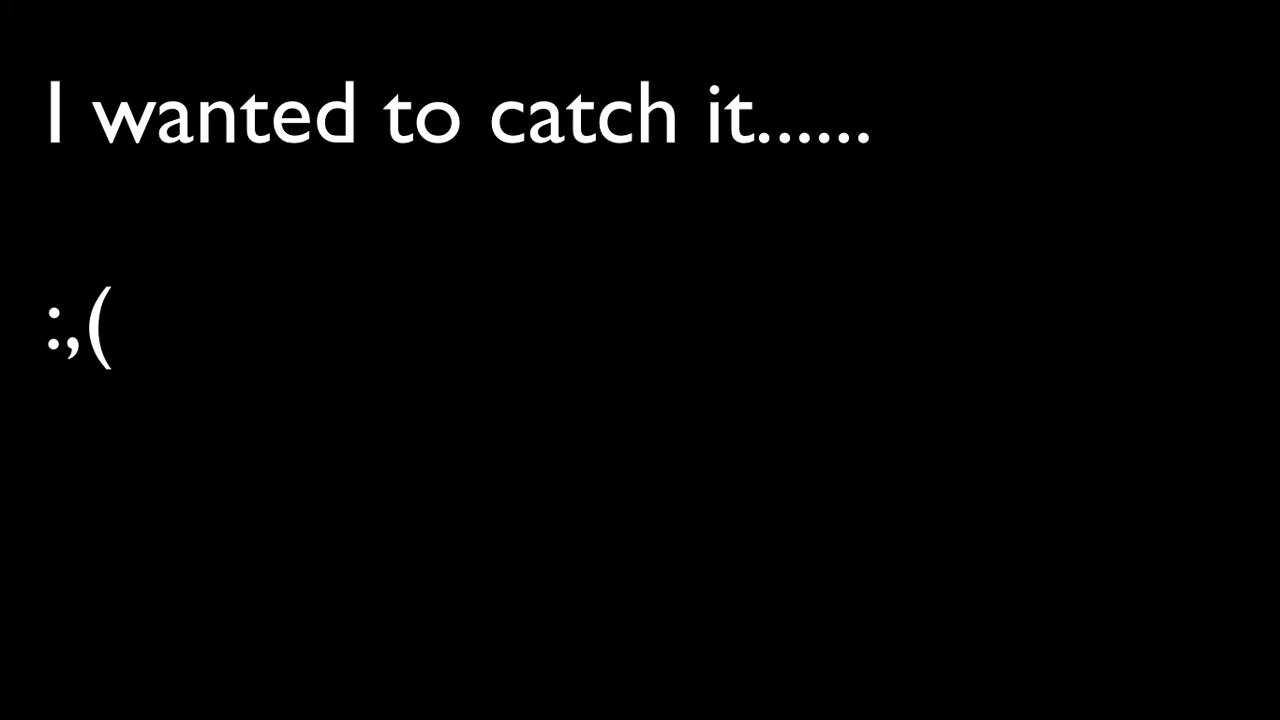 I wanted to catch it......
:,(